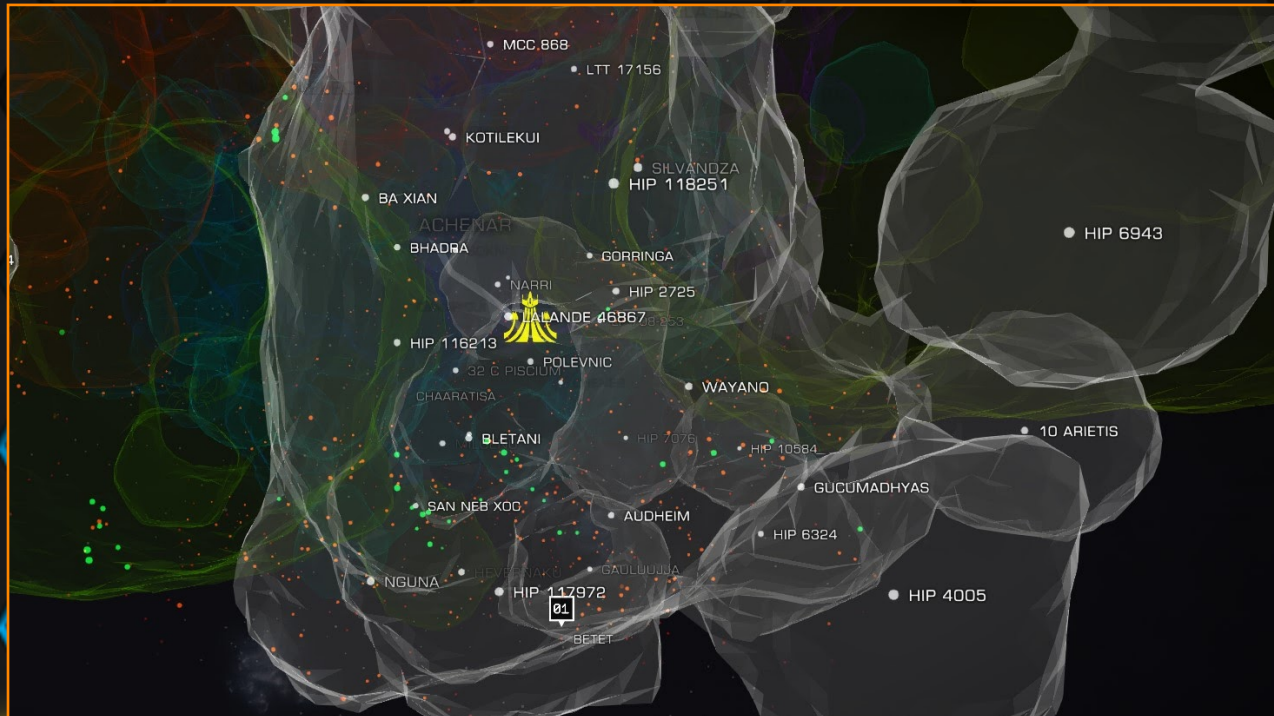 MCC 868
LTT 17156
KOTILEKUI
SILVANDZA
HIP 118251
BA XIAN
ACHENAR
HIP 6943
BHADRA
GORRINGA
NARRI
HIP 2725
LALANDE 46867
HIP 116213
POLEVNIC
32 C PISCIUM
WAYANO
CHAARATISA
10 ARIETIS
BLETANI
HIP 7076
HIP 10584
GUCUMADHYAS
SAN NEB XOC
AUDHEIM
HIP 6324
GAULUUJJA
NGUNA
HIP 117972
HIP 4005
01
BETET
4